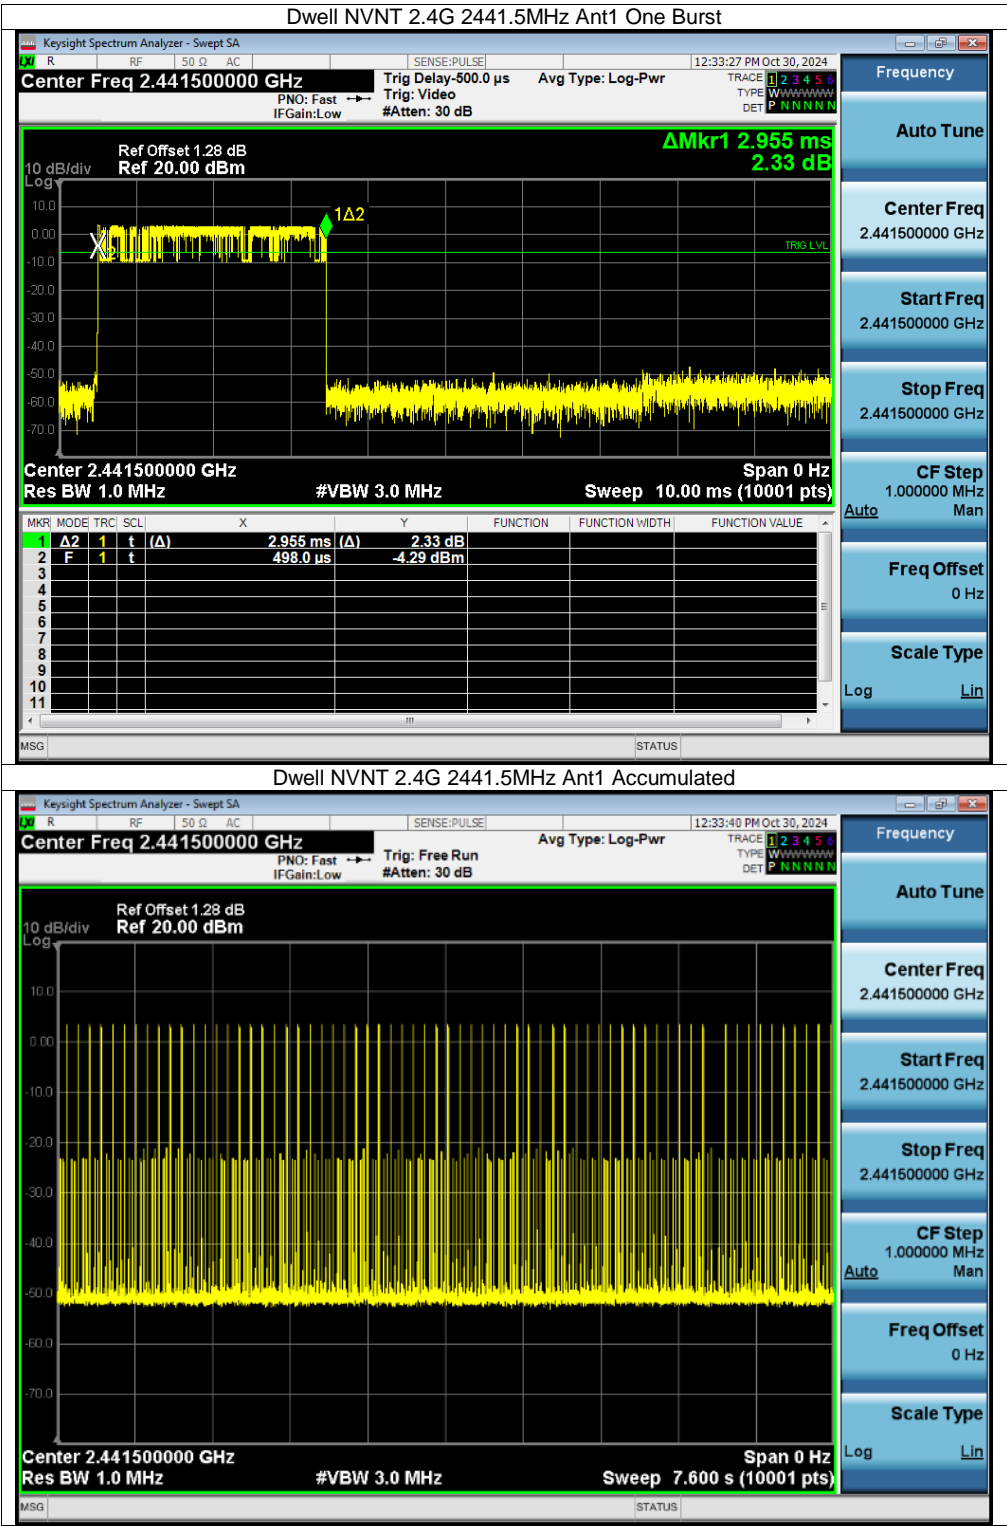 Dwell NVNT 2.4G 2441.5MHz Ant1 One Burst
Keysight Spectrum Analyzer - Swept SA
LXI R RF 50 Ω AC SENSE:PULSE 12:33:27 PM Oct 30, 2024
Center Freq 2.441500000 GHz
PNO: Fast
IFGain:Low
Trig Delay-500.0 µs
Trig: Video
#Atten: 30 dB
Avg Type: Log-Pwr
TRACE 1 2 3 4 5 6
TYPE W
DET P N N N N N
Frequency
Auto Tune
Center Freq
2.441500000 GHz
Start Freq
2.441500000 GHz
Stop Freq
2.441500000 GHz
CF Step
1.000000 MHz
Auto Man
Freq Offset
0 Hz
Scale Type
Log Lin
ΔMkr1 2.955 ms
2.33 dB
Ref Offset 1.28 dB
10 dB/div Ref 20.00 dBm
Log
10.0
0.00
-10.0
-20.0
-30.0
-40.0
-50.0
-60.0
-70.0
1Δ2
2
TRIG LVL
Center 2.441500000 GHz Span 0 Hz
Res BW 1.0 MHz #VBW 3.0 MHz Sweep 10.00 ms (10001 pts)
MKR MODE TRC SCL X Y FUNCTION FUNCTION WIDTH FUNCTION VALUE
1 Δ2 1 t (Δ) 2.955 ms (Δ) 2.33 dB
2 F 1 t 498.0 µs -4.29 dBm
3
4
5
6
7
8
9
10
11
MSG STATUS
Dwell NVNT 2.4G 2441.5MHz Ant1 Accumulated
Keysight Spectrum Analyzer - Swept SA
LXI R RF 50 Ω AC SENSE:PULSE 12:33:40 PM Oct 30, 2024
Center Freq 2.441500000 GHz
PNO: Fast
IFGain:Low
Trig: Free Run
#Atten: 30 dB
Avg Type: Log-Pwr
TRACE 1 2 3 4 5 6
TYPE W
DET P N N N N N
Frequency
Auto Tune
Center Freq
2.441500000 GHz
Start Freq
2.441500000 GHz
Stop Freq
2.441500000 GHz
CF Step
1.000000 MHz
Auto Man
Freq Offset
0 Hz
Scale Type
Log Lin
Ref Offset 1.28 dB
10 dB/div Ref 20.00 dBm
Log
10.0
0.00
-10.0
-20.0
-30.0
-40.0
-50.0
-60.0
-70.0
Center 2.441500000 GHz Span 0 Hz
Res BW 1.0 MHz #VBW 3.0 MHz Sweep 7.600 s (10001 pts)
MSG STATUS